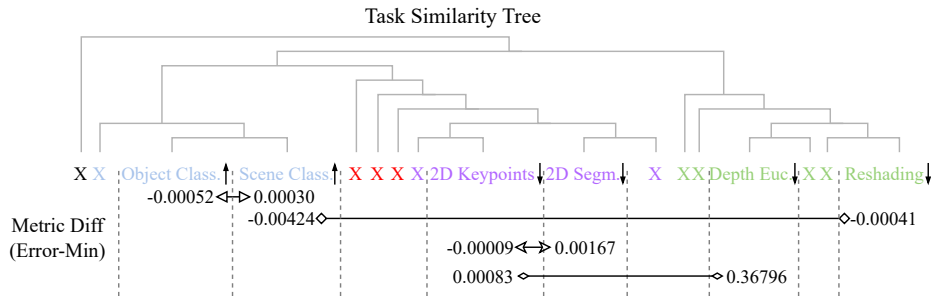 Task Similarity Tree
X X Object Class. Scene Class. X X X X 2D Keypoints 2D Segm. X X X Depth Euc. X X Reshading
-0.00052 0.00030
-0.00424 -0.00041
Metric Diff
(Error-Min)
-0.00009 0.00167
0.00083 0.36796